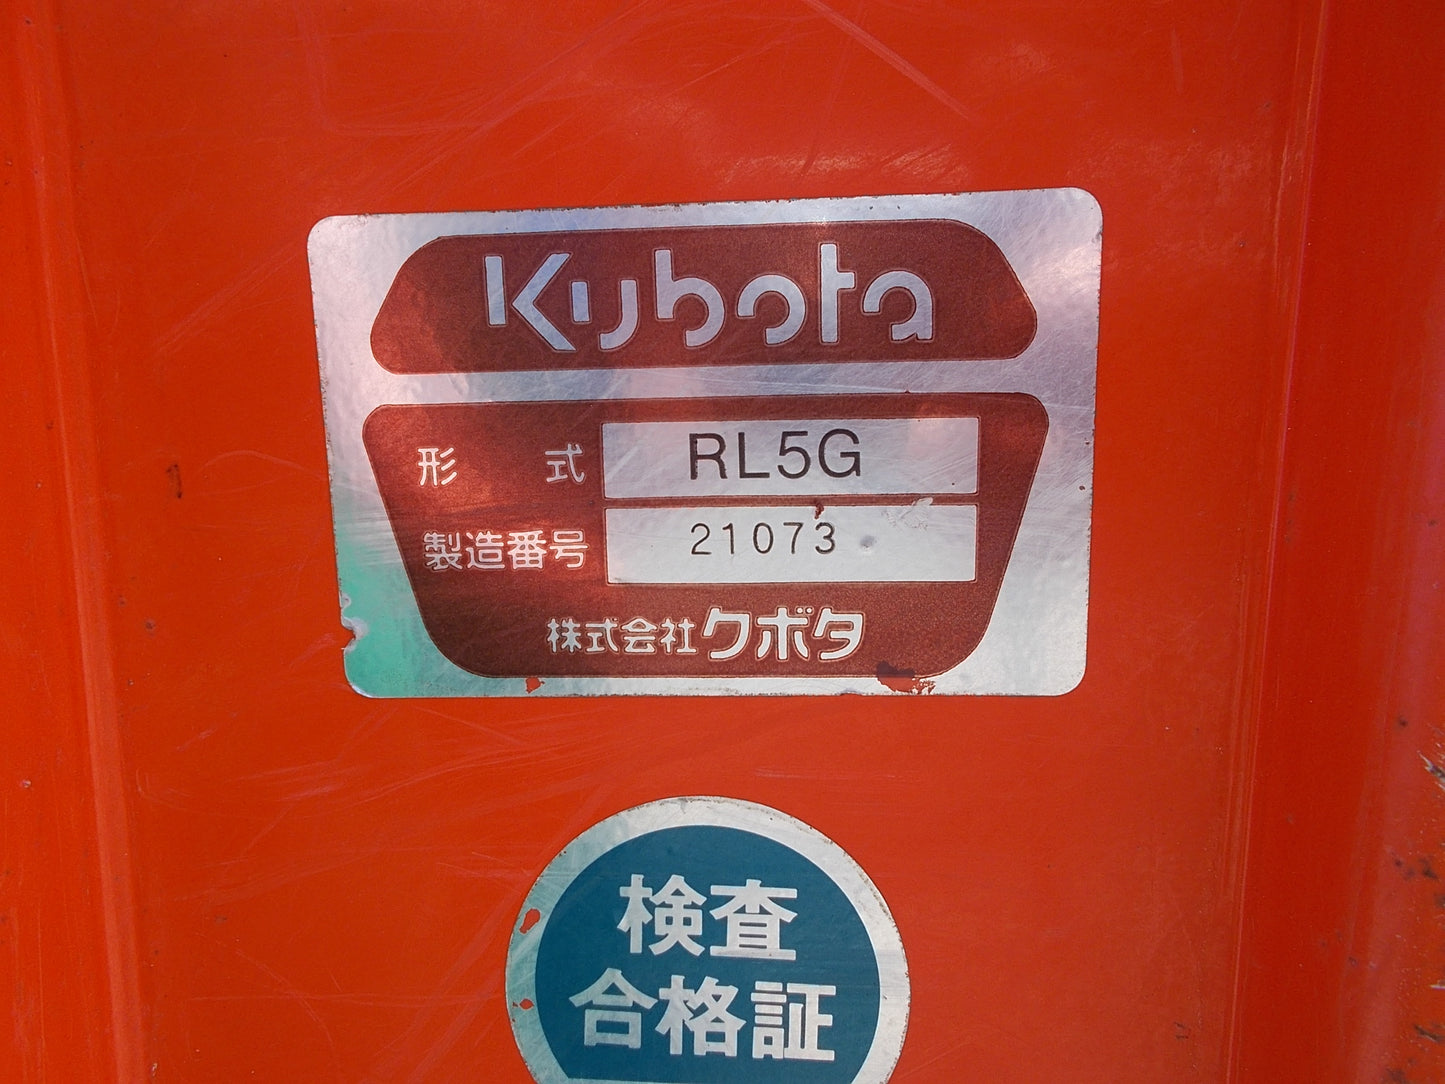 Kubota
形式 RL5G
製造番号 21073
株式会社クボタ
検査
合格証